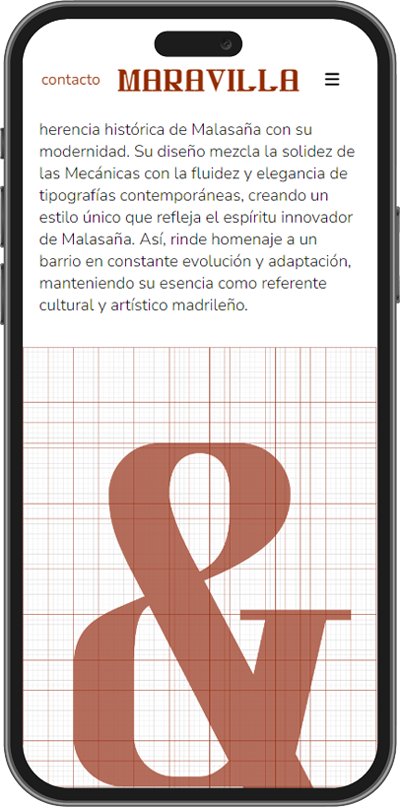 contacto MARAVILLA
herencia histórica de Malasaña con su
modernidad. Su diseño mezcla la solidez de
las Mecánicas con la fluidez y elegancia de
tipografías contemporáneas, creando un
estilo único que refleja el espíritu innovador
de Malasaña. Así, rinde homenaje a un
barrio en constante evolución y adaptación,
manteniendo su esencia como referente
cultural y artístico madrileño.
&